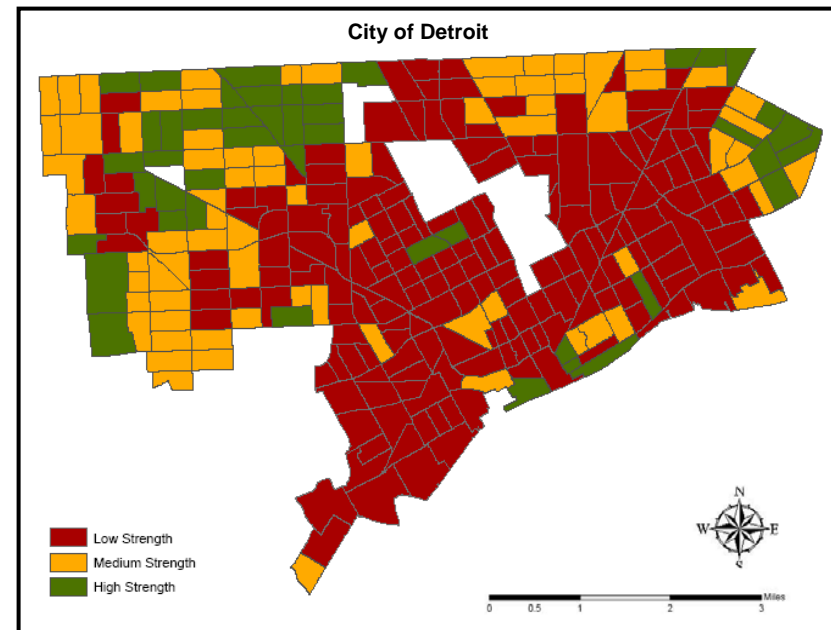 City of Detroit
Low Strength
Medium Strength
High Strength
N
W E
S
Miles
0 0.5 1 2 3